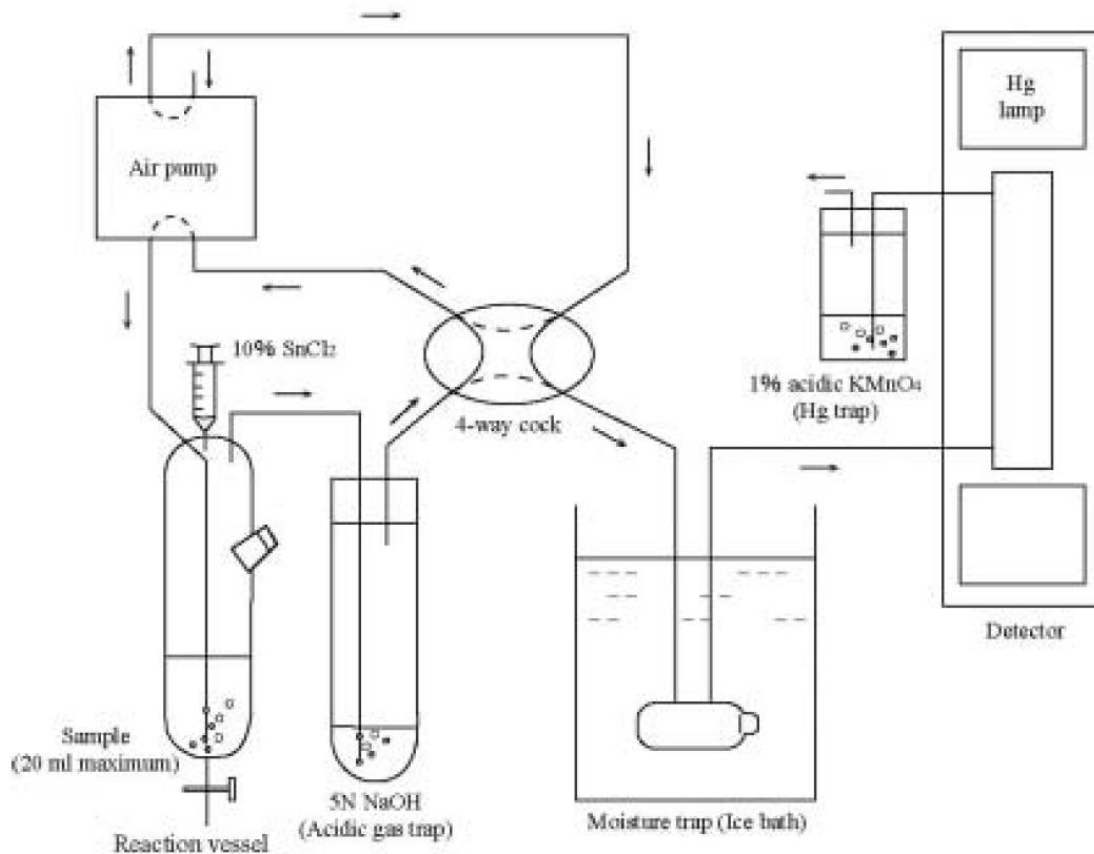 Hg
lamp
Air pump
10% SnCl₂
4-way cock
1% acidic KMnO₄
(Hg trap)
Detector
Sample
(20 ml maximum)
5N NaOH
(Acidic gas trap)
Moisture trap (Ice bath)
Reaction vessel